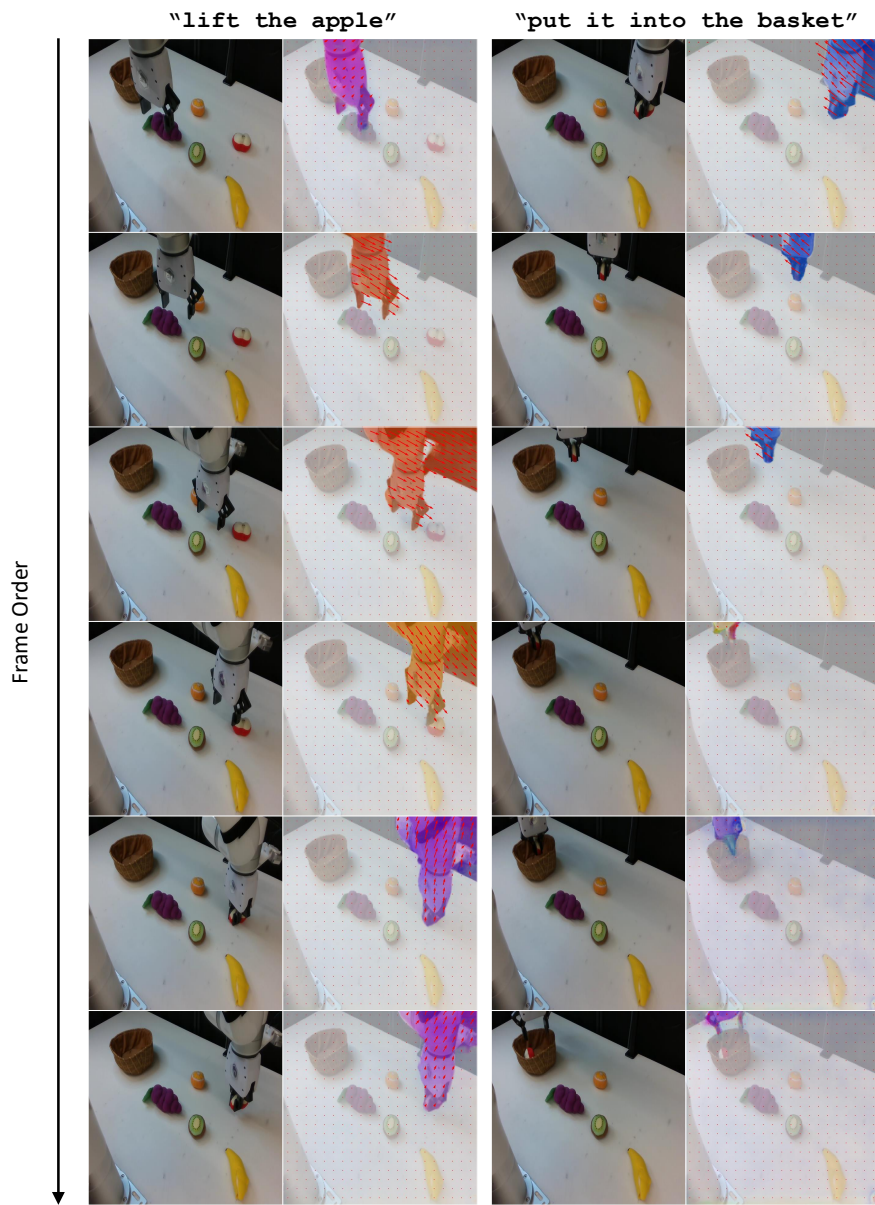 “lift the apple”
“put it into the basket”
Frame Order